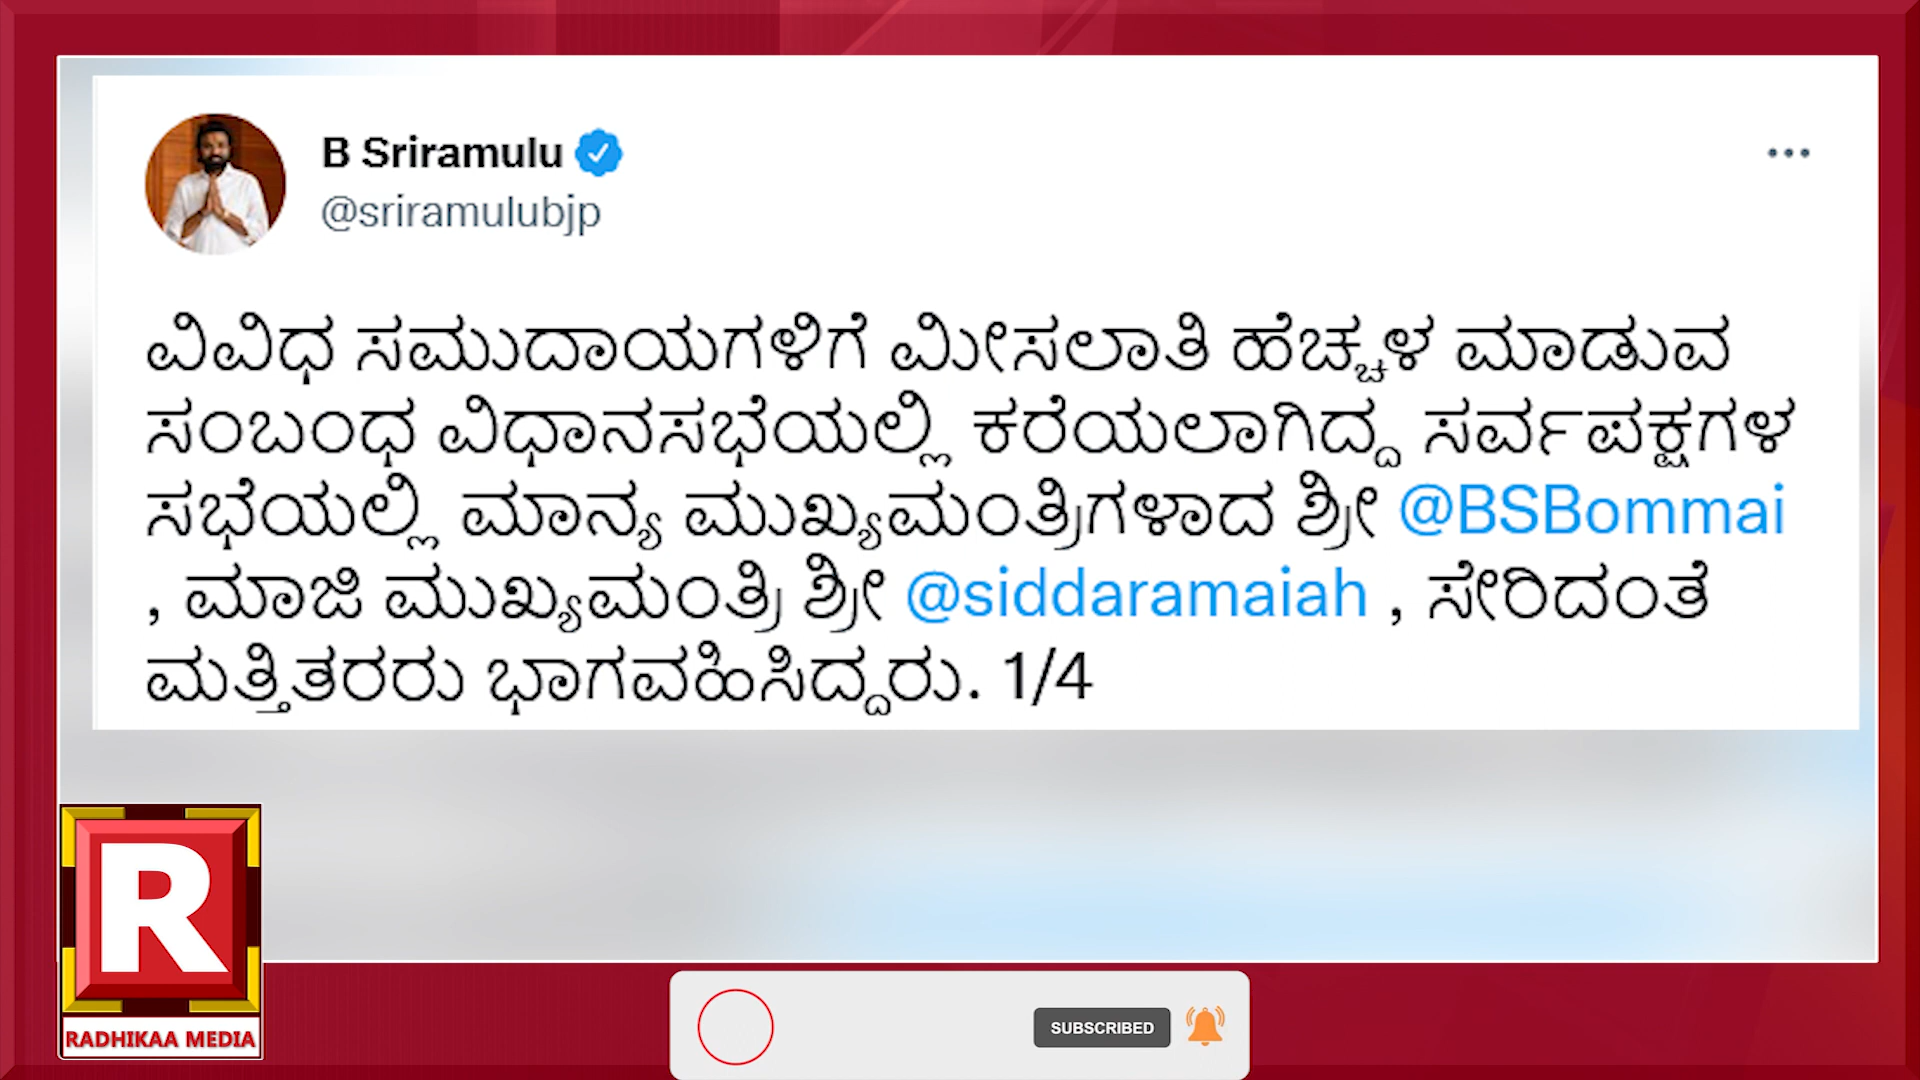 B Sriramulu
@sriramulubjp
ವಿವಿಧ ಸಮುದಾಯಗಳಿಗೆ ಮೀಸಲಾತಿ ಹೆಚ್ಚಳ ಮಾಡುವ
ಸಂಬಂಧ ವಿಧಾನಸಭೆಯಲ್ಲಿ ಕರೆಯಲಾಗಿದ್ದ ಸರ್ವಪಕ್ಷಗಳ
ಸಭೆಯಲ್ಲಿ ಮಾನ್ಯ ಮುಖ್ಯಮಂತ್ರಿಗಳಾದ ಶ್ರೀ @BSBommai
, ಮಾಜಿ ಮುಖ್ಯಮಂತ್ರಿ ಶ್ರೀ @siddaramaiah , ಸೇರಿದಂತೆ
ಮತ್ತಿತರರು ಭಾಗವಹಿಸಿದ್ದರು. 1/4
R
RADHIKAA MEDIA
SUBSCRIBED